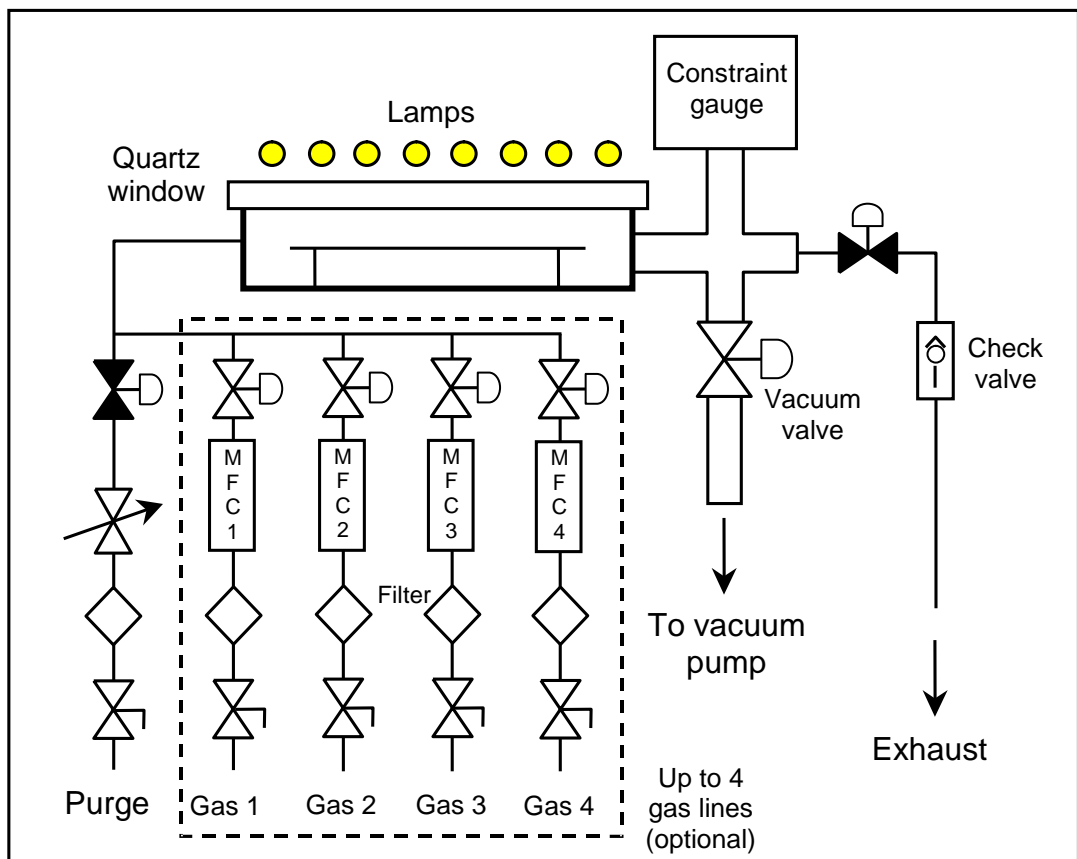 Constraint
gauge
Lamps
Quartz
window
Check
valve
Vacuum
valve
M
F
C
1
M
F
C
2
M
F
C
3
M
F
C
4
Filter
To vacuum
pump
Exhaust
Purge
Gas 1
Gas 2
Gas 3
Gas 4
Up to 4
gas lines
(optional)